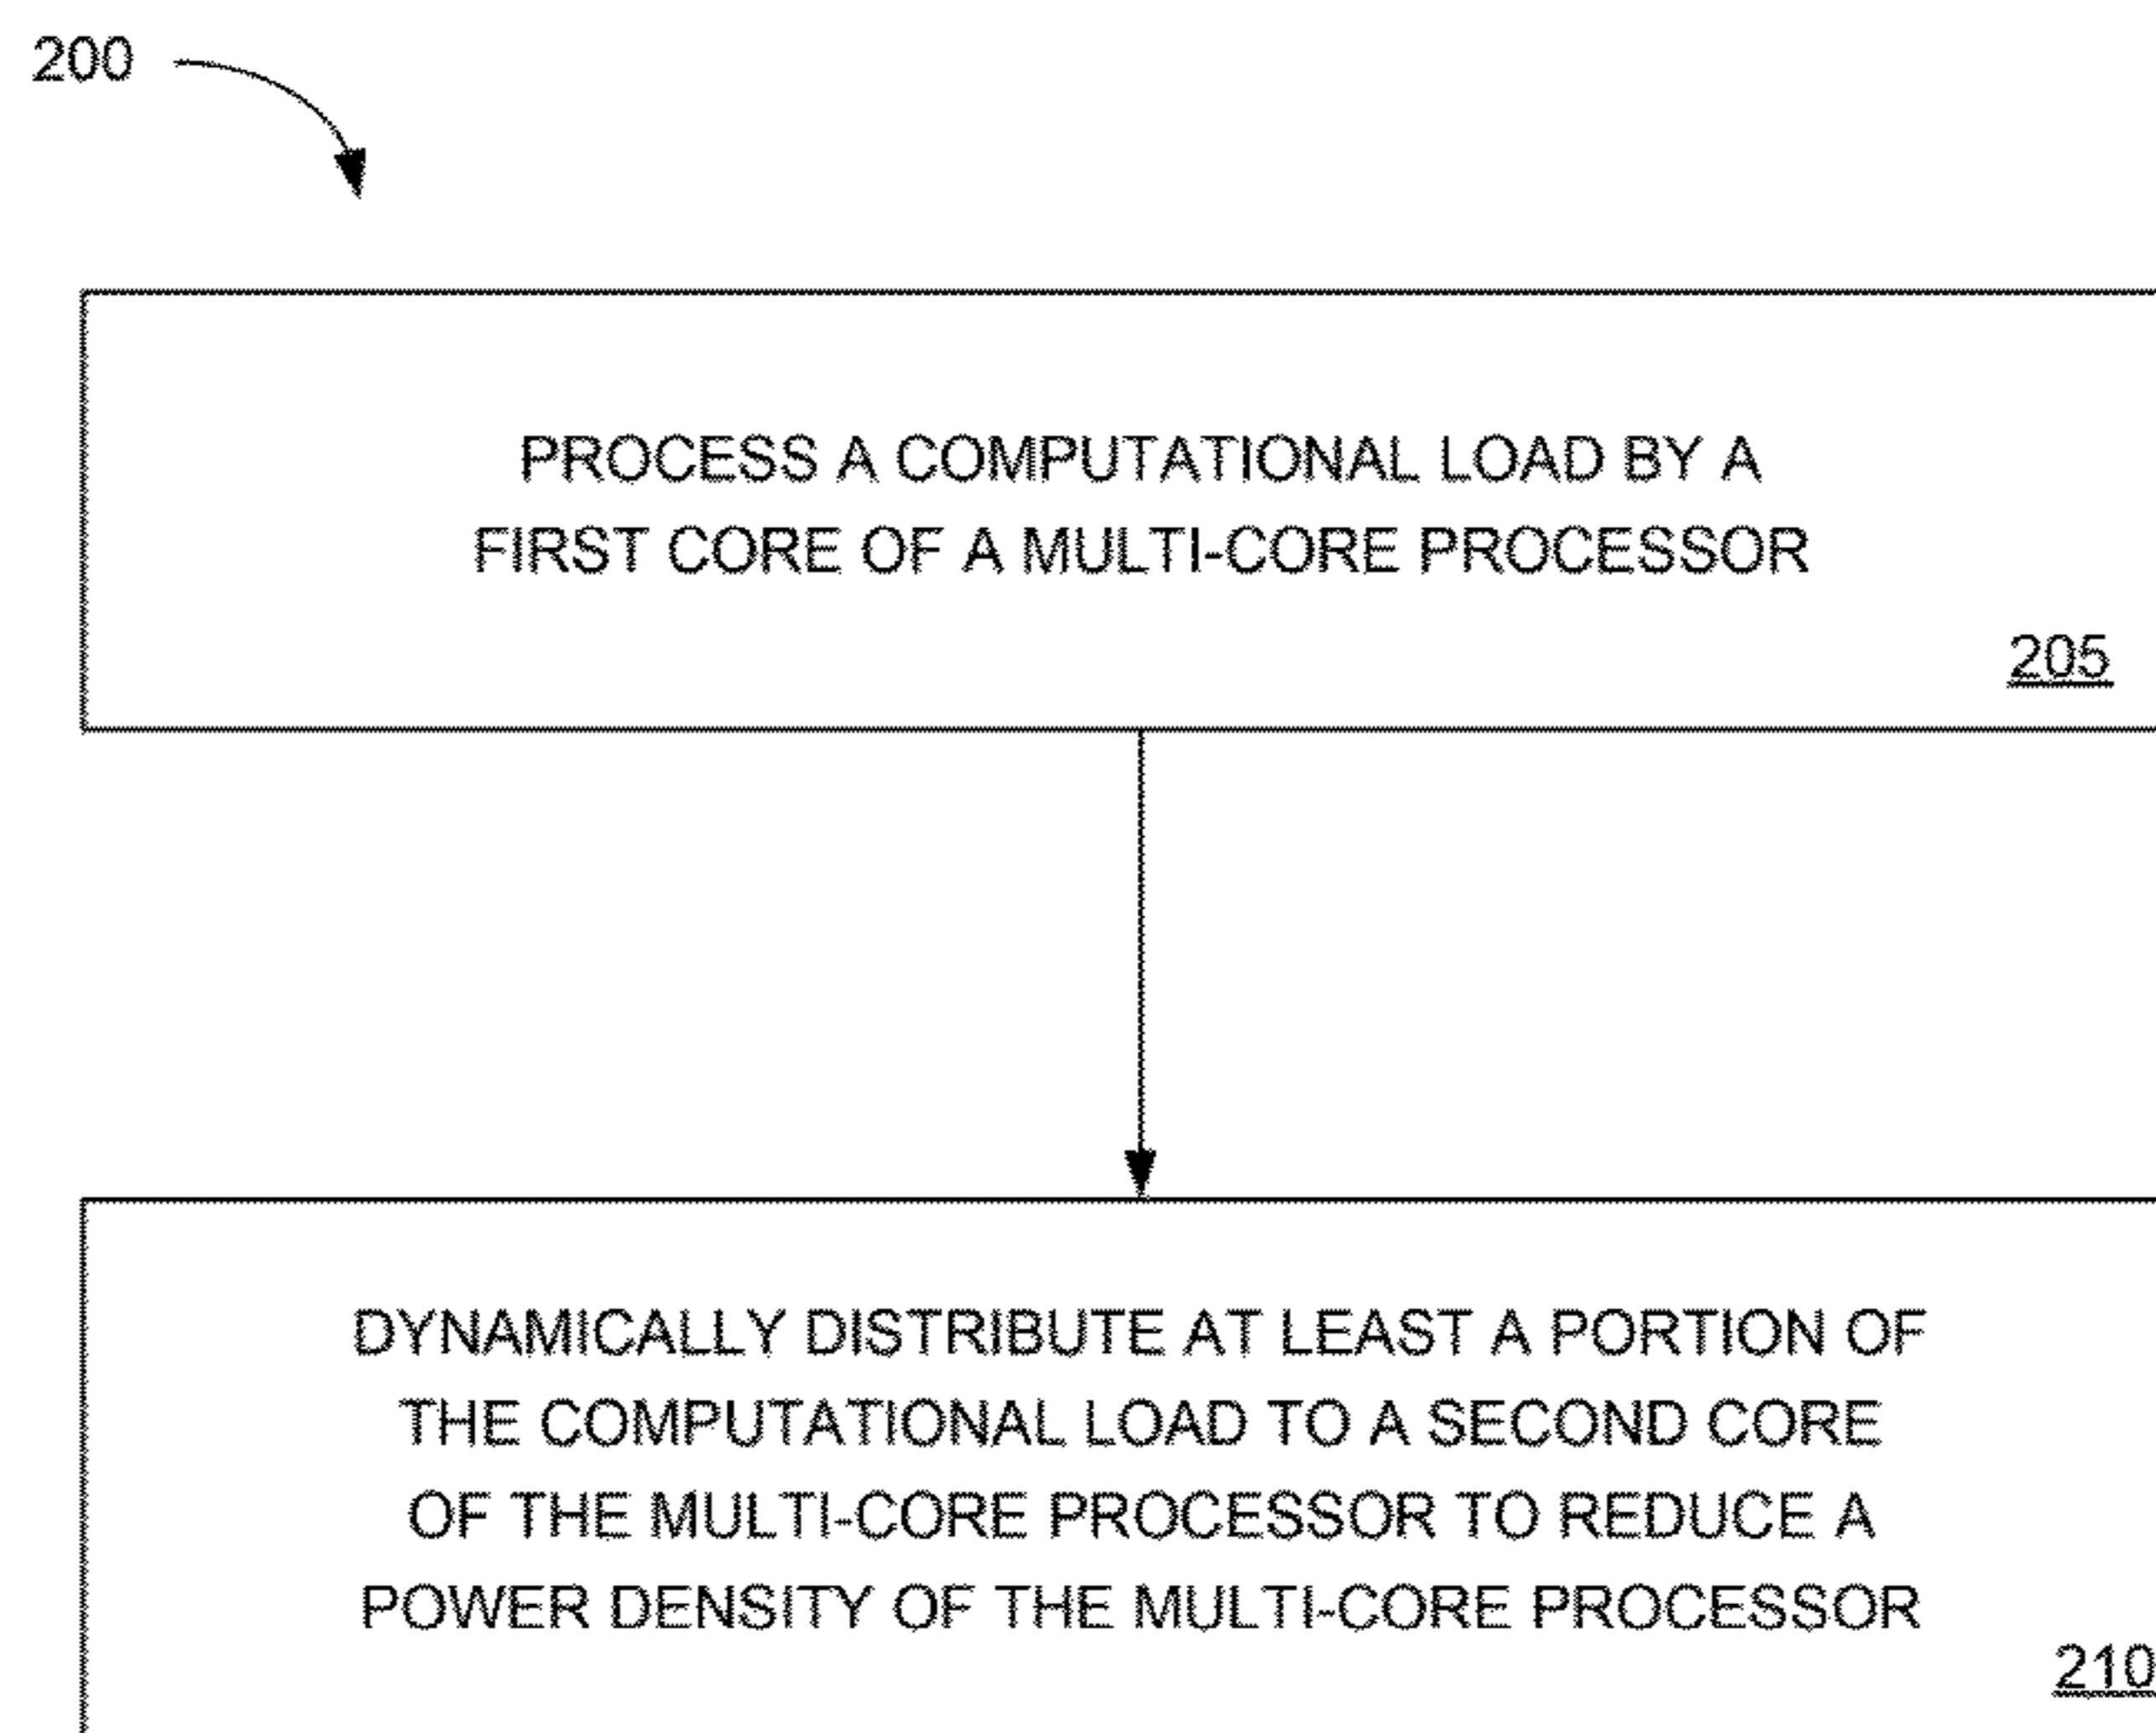 200
PROCESS A COMPUTATIONAL LOAD BY A
FIRST CORE OF A MULTI-CORE PROCESSOR
205
DYNAMICALLY DISTRIBUTE AT LEAST A PORTION OF
THE COMPUTATIONAL LOAD TO A SECOND CORE
OF THE MULTI-CORE PROCESSOR TO REDUCE A
POWER DENSITY OF THE MULTI-CORE PROCESSOR
210